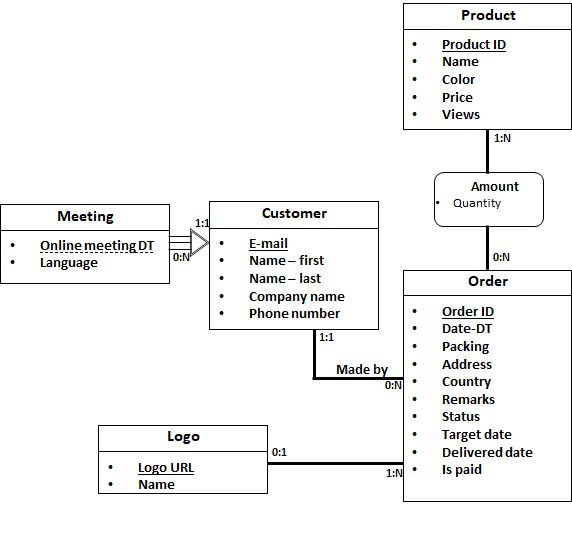 Product
• Product ID
• Name
• Color
• Price
• Views
1:N
Amount
• Quantity
0:N
Meeting
• Online meeting DT
• Language
1:1
0:N
Customer
• E-mail
• Name – first
• Name – last
• Company name
• Phone number
1:1
Made by
0:N
Order
• Order ID
• Date-DT
• Packing
• Address
• Country
• Remarks
• Status
• Target date
• Delivered date
• Is paid
Logo
• Logo URL
• Name
0:1
1:N